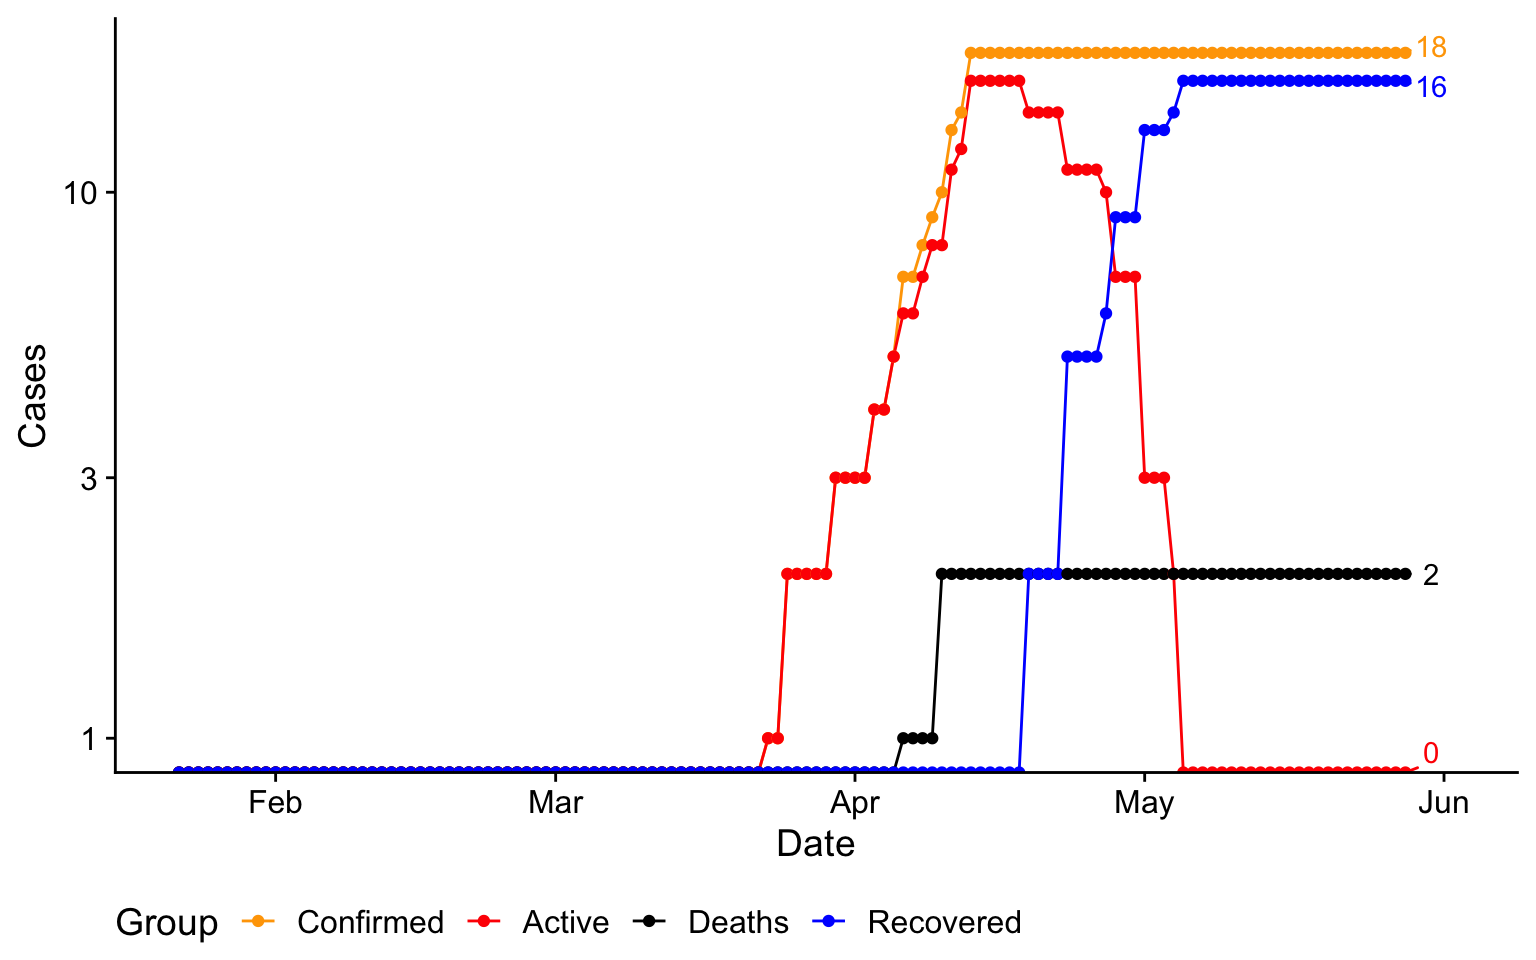 18
16
10
Cases
3
2
1
0
Feb Mar Apr May Jun
Date
Group Confirmed Active Deaths Recovered